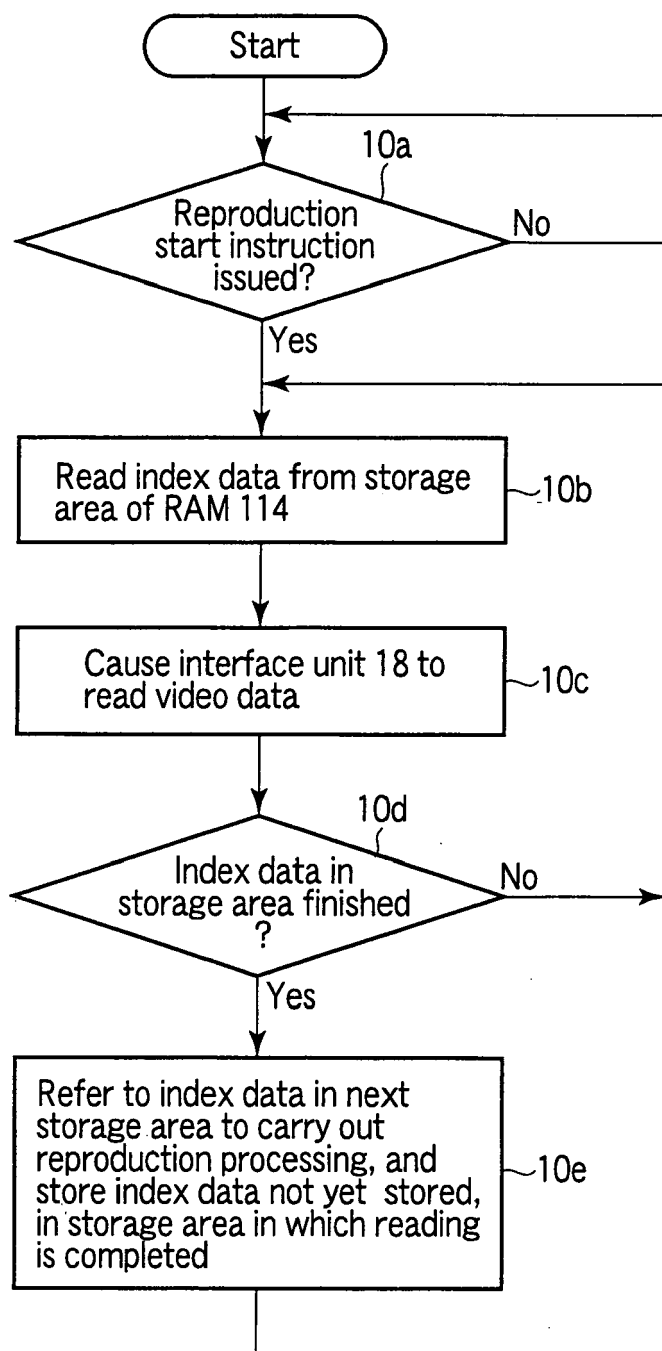 Start
10a
Reproduction
start instruction
issued?
No
Yes
Read index data from storage
area of RAM 114
10b
Cause interface unit 18 to
read video data
10c
10d
Index data in
storage area finished
?
No
Yes
Refer to index data in next
storage area to carry out
reproduction processing, and
store index data not yet stored,
in storage area in which reading
is completed
10e